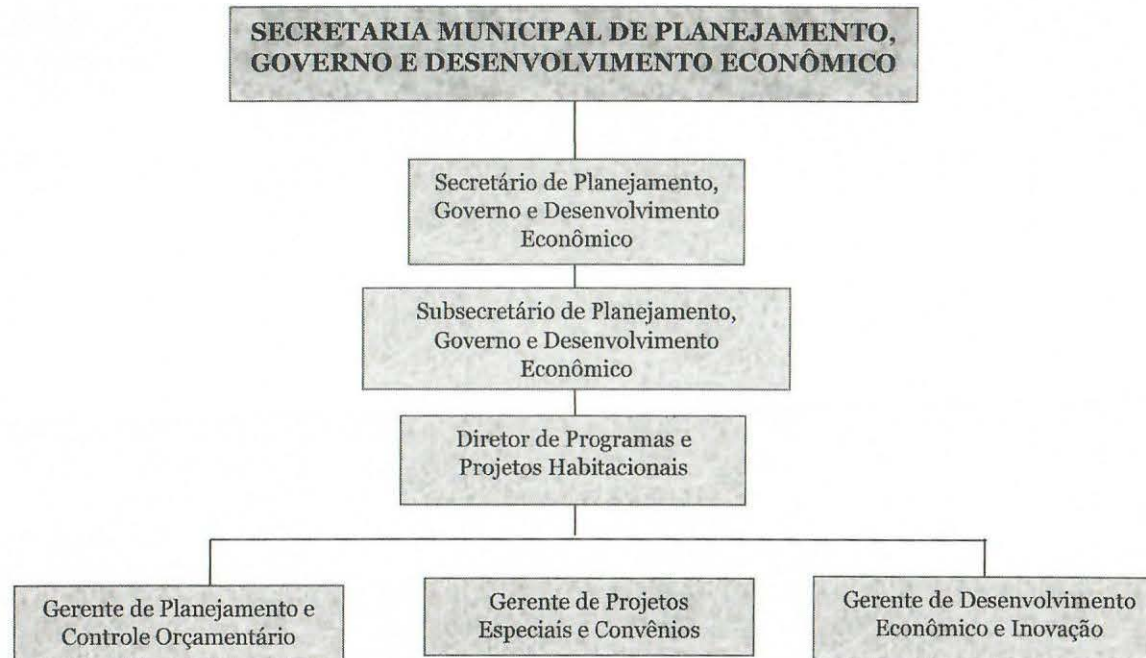 SECRETARIA MUNICIPAL DE PLANEJAMENTO,
GOVERNO E DESENVOLVIMENTO ECONÔMICO
Secretário de Planejamento,
Governo e Desenvolvimento
Econômico
Subsecretário de Planejamento,
Governo e Desenvolvimento
Econômico
Diretor de Programas e
Projetos Habitacionais
Gerente de Planejamento e
Controle Orçamentário
Gerente de Projetos
Especiais e Convênios
Gerente de Desenvolvimento
Econômico e Inovação